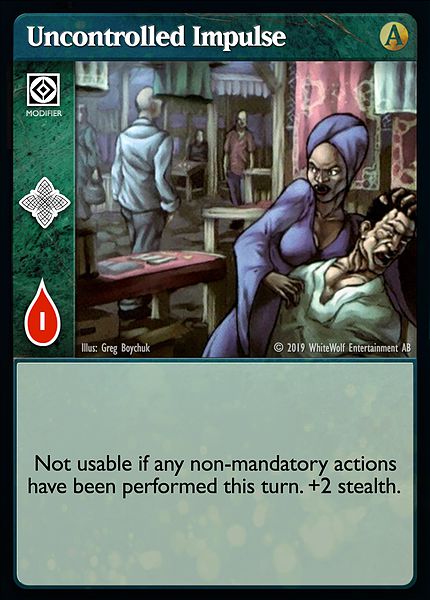 Uncontrolled Impulse
A
MODIFIER
1
Illus: Greg Boychuk
© 2019 WhiteWolf Entertainment AB
Not usable if any non-mandatory actions
have been performed this turn. +2 stealth.